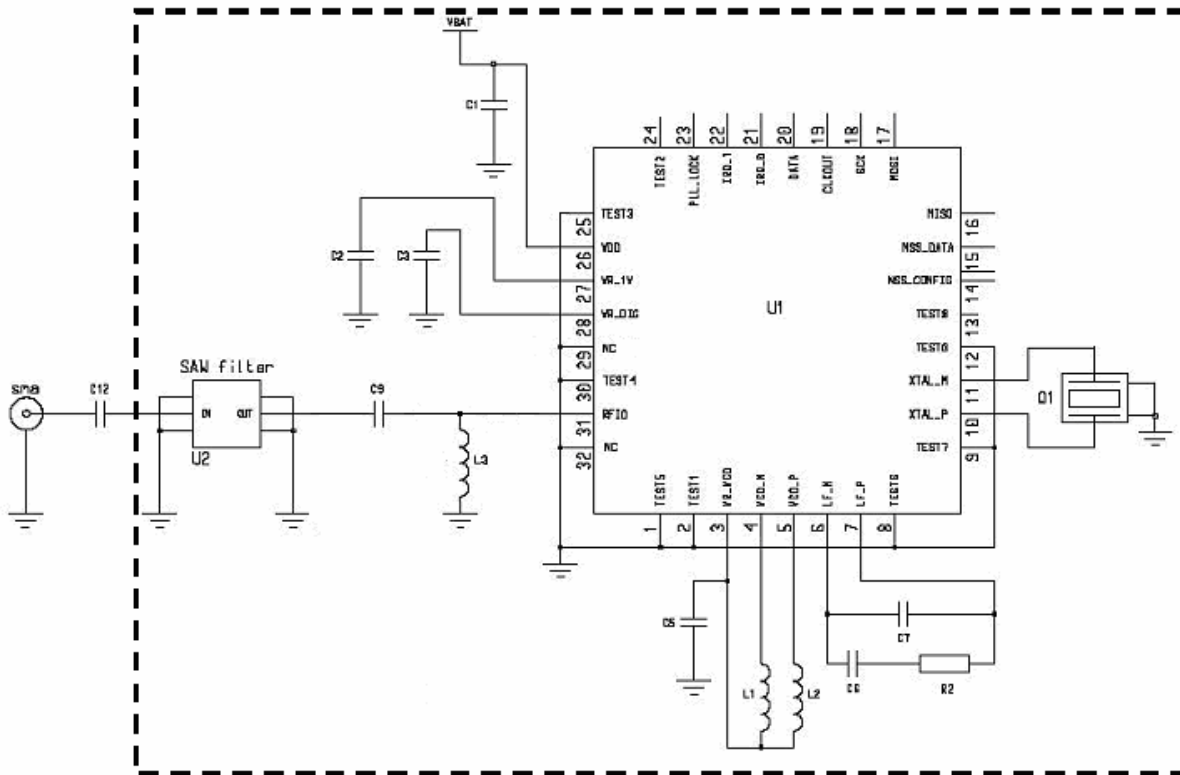 VBAT
C1
24
23
22
21
20
19
18
17
TEST2
PLL_LOCK
IRQ_1
IRQ_0
DATA
CLKOUT
SCK
MOSI
TEST3
25
VDD
26
VR_1V
27
VR_DIG
28
NC
29
TEST4
30
RFIO
31
NC
32
MISO
16
NSS_DATA
15
NSS_CONFIG
14
TEST8
13
12
XTAL_M
11
XTAL_P
10
TEST7
9
U1
C2
C3
Q1
SAW filter
IN
OUT
U2
sma
C12
C9
L3
TEST5
TEST1
VR_VCO
VCO_M
VCO_P
LF_M
LF_P
TEST6
1
2
3
4
5
6
7
8
C5
C7
C6
R2
L1
L2